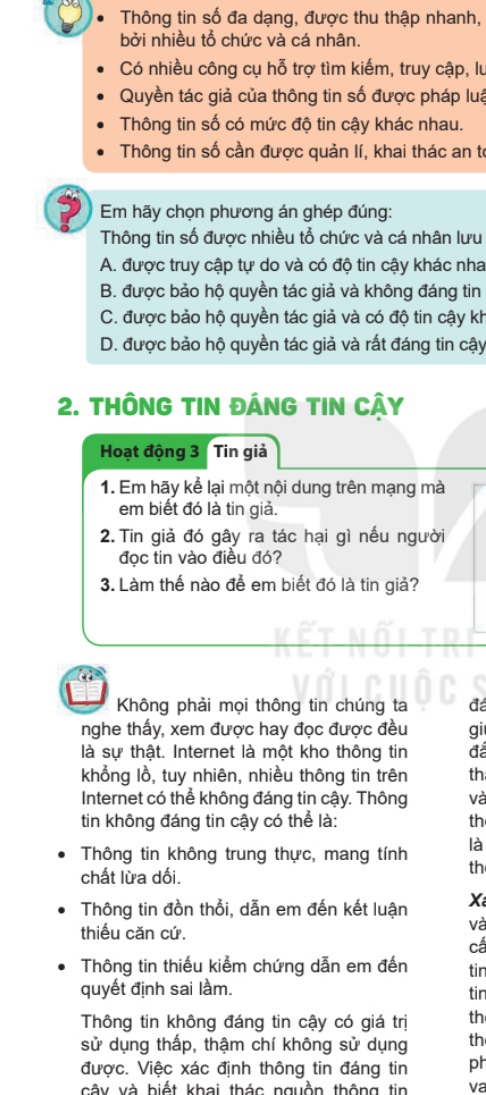 Thông tin số đa dạng, được thu thập nhanh,
bởi nhiều tổ chức và cá nhân.
Có nhiều công cụ hỗ trợ tìm kiếm, truy cập,
Quyền tác giả của thông tin số được pháp
Thông tin số có mức độ tin cậy khác nhau.
Thông tin số cần được quản lí, khai thác an
Em hãy chọn phương án ghép đúng:
Thông tin số được nhiều tổ chức và cá nhân lưu
A. được truy cập tự do và có độ tin cậy khác
B. được bảo hộ quyền tác giả và không đáng tin
C. được bảo hộ quyền tác giả và có độ tin cậy
D. được bảo hộ quyền tác giả và rất đáng tin cậy
2. THÔNG TIN ĐÁNG TIN CẬY
Hoạt động 3 Tin giả
1. Em hãy kể lại một nội dung trên mạng mà
em biết đó là tin giả.
2. Tin giả đó gây ra tác hại gì nếu người
đọc tin vào điều đó?
3. Làm thế nào để em biết đó là tin giả?
KẾT NỐI TRI
VỚI CUỘC
Không phải mọi thông tin chúng ta
nghe thấy, xem được hay đọc được đều
là sự thật. Internet là một kho thông tin
khổng lồ, tuy nhiên, nhiều thông tin trên
Internet có thể không đáng tin cậy. Thông
tin không đáng tin cậy có thể là:
Thông tin không trung thực, mang tính
chất lừa dối.
Thông tin đồn thổi, dẫn em đến kết luận
thiếu căn cứ.
Thông tin thiếu kiểm chứng dẫn em đến
quyết định sai lầm.
Thông tin không đáng tin cậy có giá trị
sử dụng thấp, thậm chí không sử dụng
được. Việc xác định thông tin đáng tin
cậy và biết khai thác nguồn thông tin